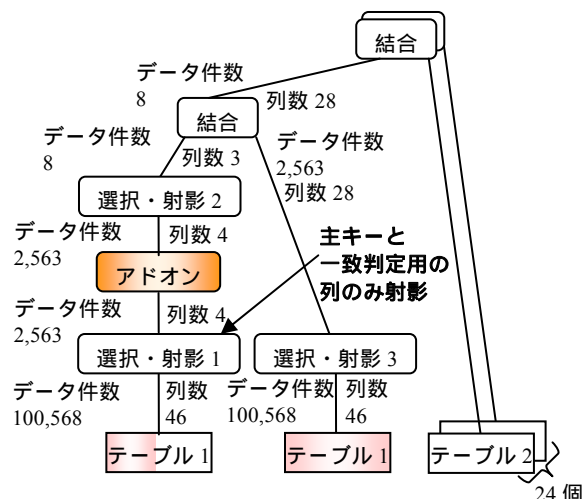 結合
データ件数
8
列数 28
結合
データ件数
8
列数 3
データ件数
2,563
列数 28
選択・射影 2
データ件数
2,563
列数 4
主キーと
一致判定用の
列のみ射影
アドオン
データ件数
2,563
列数 4
選択・射影 1
選択・射影 3
データ件数
100,568
列数
46
データ件数
100,568
列数
46
テーブル 1
テーブル 1
テーブル 2
24 個